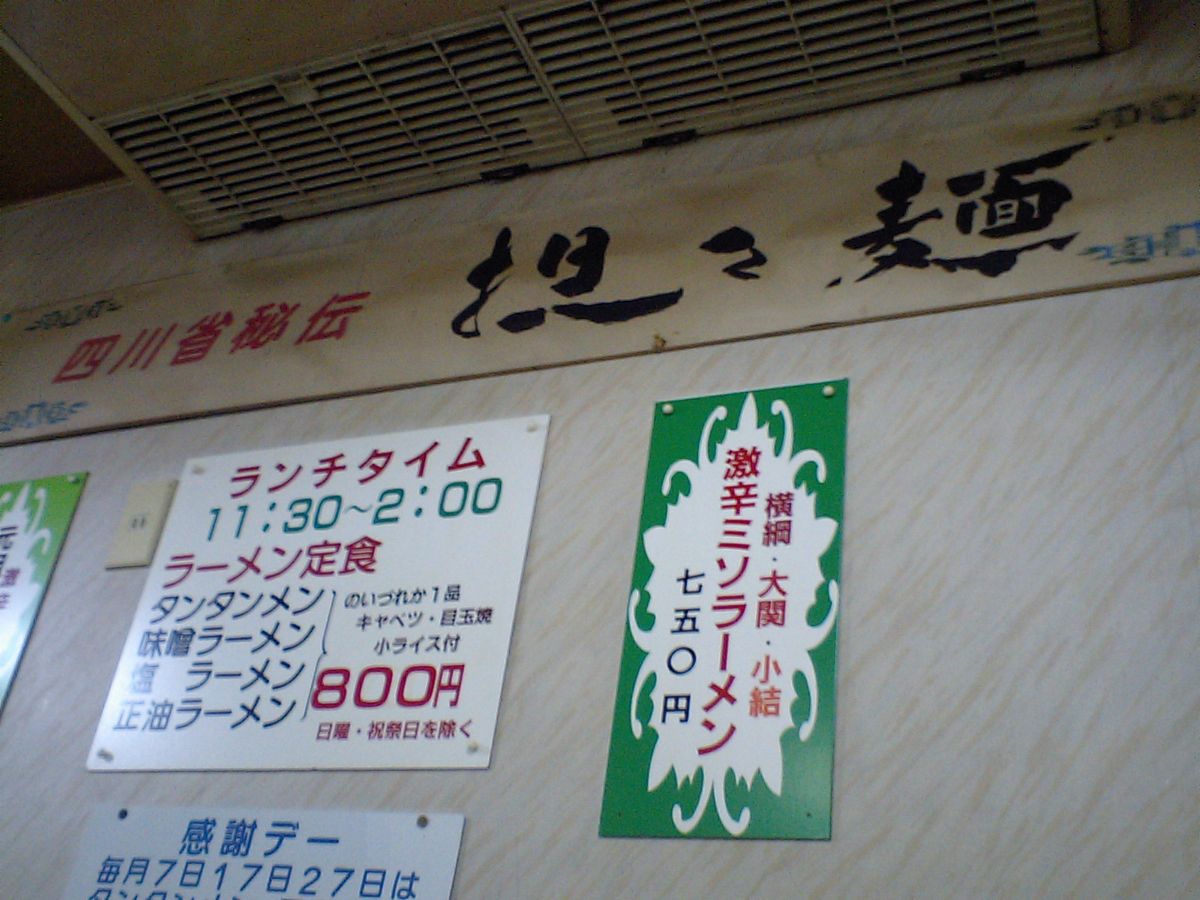 四川省秘伝 担々麺
ランチタイム
11:30~2:00
ラーメン定食
タンタンメン
味噌ラーメン
塩 ラーメン
正油ラーメン
のいづれか1品
キャベツ・目玉焼
小ライス付
800円
日曜・祝祭日を除く
横綱・大関・小結
激辛ミソラーメン
七五〇円
感謝デー
毎月7日17日27日は